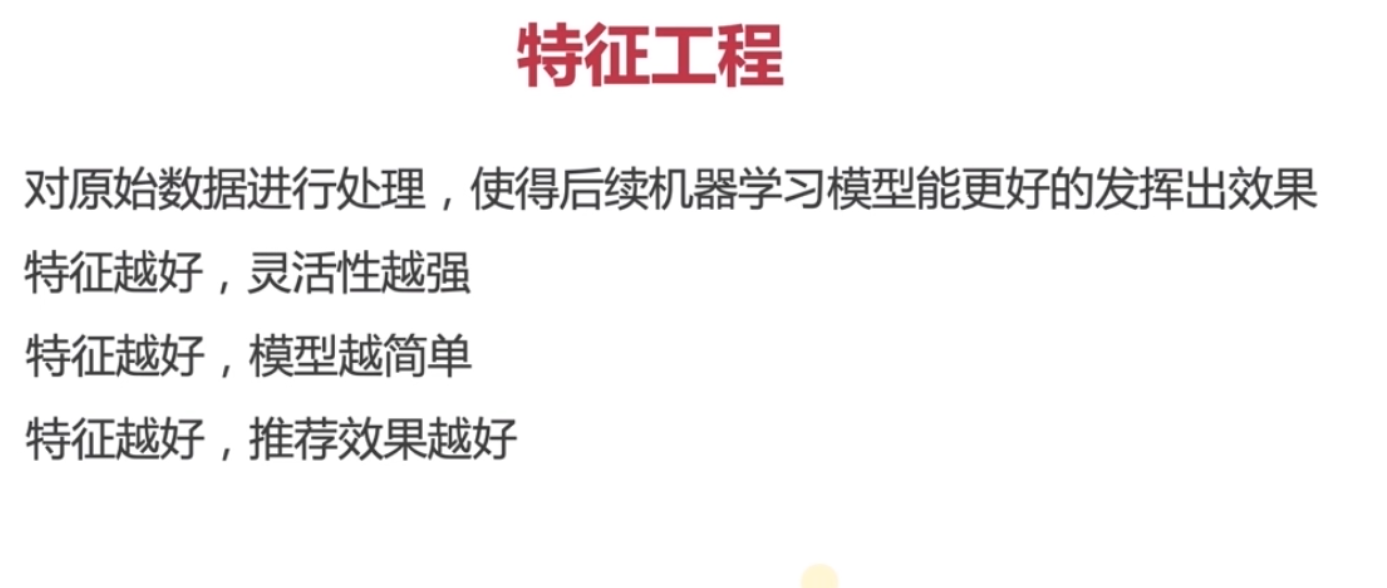 特征工程
对原始数据进行处理，使得后续机器学习模型能更好的发挥出效果
特征越好，灵活性越强
特征越好，模型越简单
特征越好，推荐效果越好